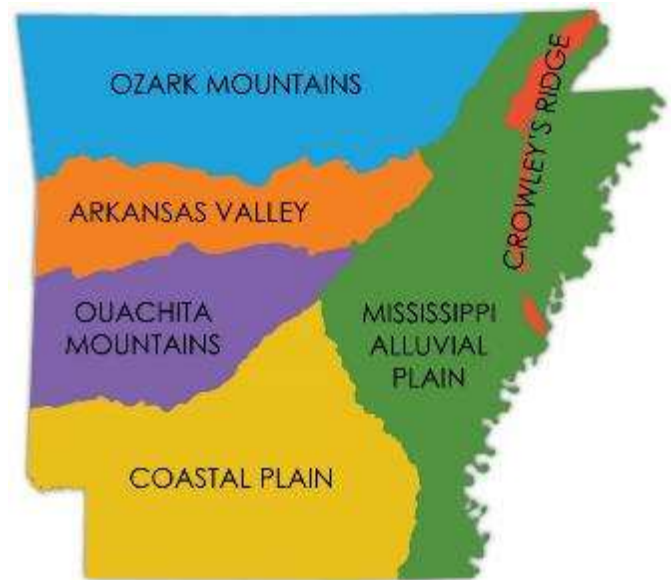 OZARK MOUNTAINS
CROWLEY'S RIDGE
ARKANSAS VALLEY
OUACHITA
MOUNTAINS
MISSISSIPPI
ALLUVIAL
PLAIN
COASTAL PLAIN